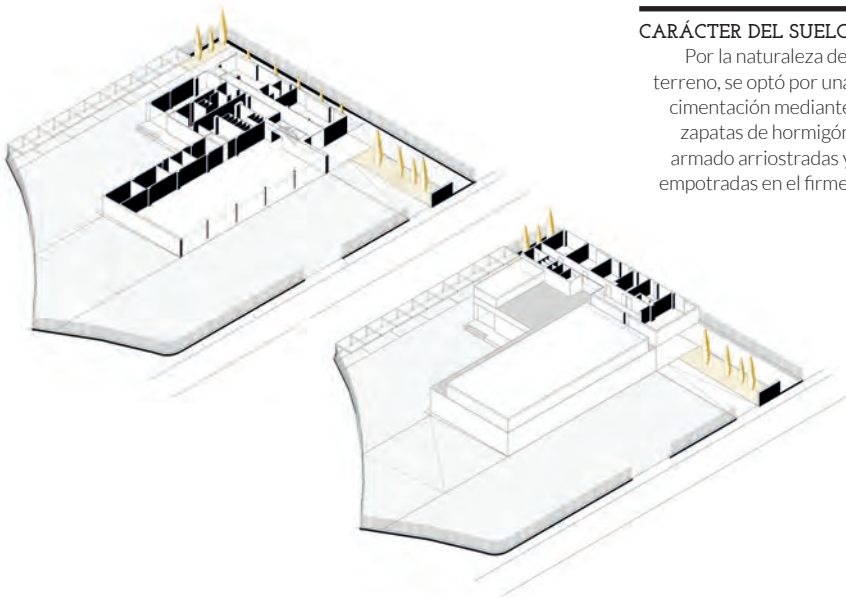 CARÁCTER DEL SUELO
Por la naturaleza de
terreno, se optó por una
cimentación mediante
zapatas de hormigón
armado arriostradas y
empotradas en el firme